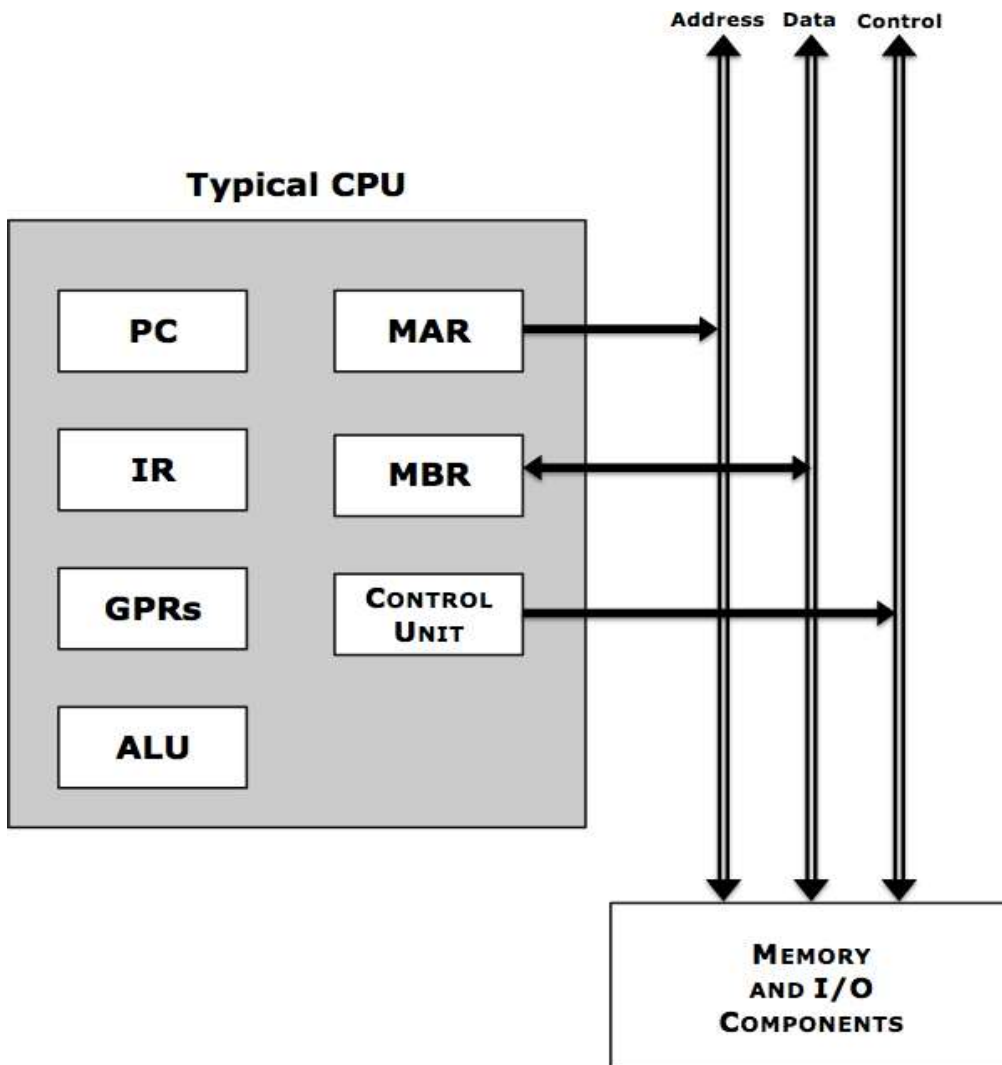 Address Data Control
Typical CPU
PC
MAR
IR
MBR
GPRs
CONTROL
UNIT
ALU
MEMORY
AND I/O
COMPONENTS